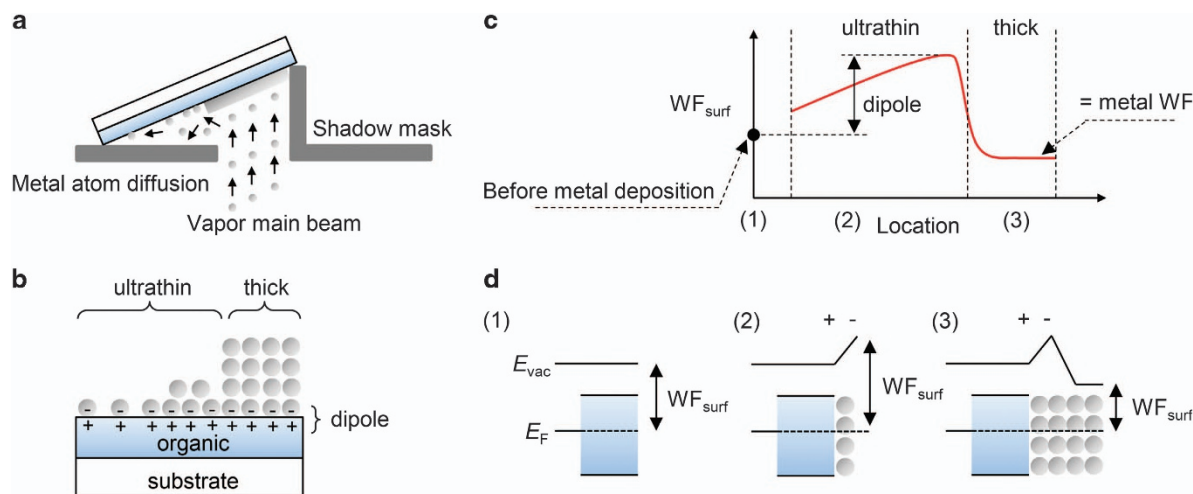 a
Shadow mask
Metal atom diffusion
Vapor main beam
b
ultrathin thick
- - - - - - - - -
+ + + + + + + + +
dipole
organic
substrate
c
ultrathin thick
WFsurf
dipole
= metal WF
Before metal deposition
(1) (2) (3)
Location
d
(1) (2) (3)
+ - + -
Evac
WFsurf WFsurf WFsurf
EF